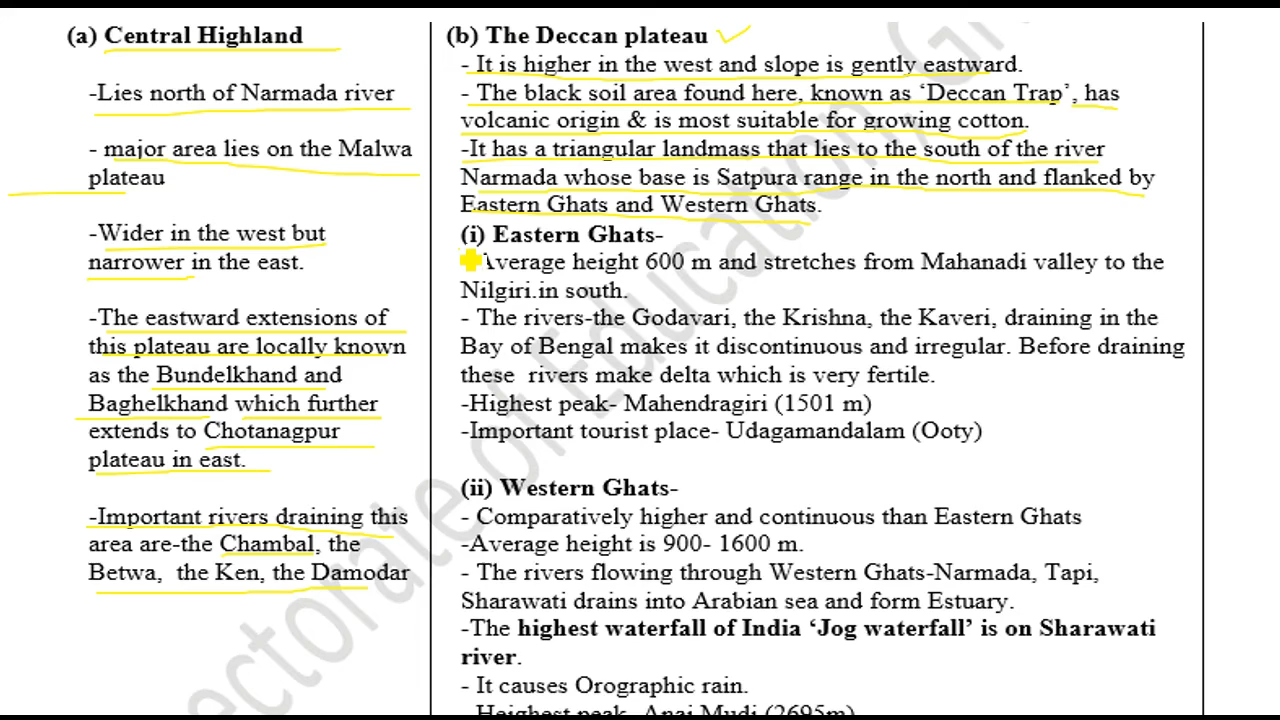 (a) Central Highland
-Lies north of Narmada river
- major area lies on the Malwa
plateau
-Wider in the west but
narrower in the east.
-The eastward extensions of
this plateau are locally known
as the Bundelkhand and
Baghelkhand which further
extends to Chotanagpur
plateau in east.
-Important rivers draining this
area are-the Chambal, the
Betwa, the Ken, the Damodar
(b) The Deccan plateau
- It is higher in the west and slope is gently eastward.
- The black soil area found here, known as ‘Deccan Trap’, has
volcanic origin & is most suitable for growing cotton.
-It has a triangular landmass that lies to the south of the river
Narmada whose base is Satpura range in the north and flanked by
Eastern Ghats and Western Ghats.
(i) Eastern Ghats-
Average height 600 m and stretches from Mahanadi valley to the
Nilgiri.in south.
- The rivers-the Godavari, the Krishna, the Kaveri, draining in the
Bay of Bengal makes it discontinuous and irregular. Before draining
these rivers make delta which is very fertile.
-Highest peak- Mahendragiri (1501 m)
-Important tourist place- Udagamandalam (Ooty)
(ii) Western Ghats-
- Comparatively higher and continuous than Eastern Ghats
-Average height is 900- 1600 m.
- The rivers flowing through Western Ghats-Narmada, Tapi,
Sharawati drains into Arabian sea and form Estuary.
-The highest waterfall of India ‘Jog waterfall’ is on Sharawati
river.
- It causes Orographic rain.
- Heighest peak- Anai Mudi (2695m)
ectorate of Education, G